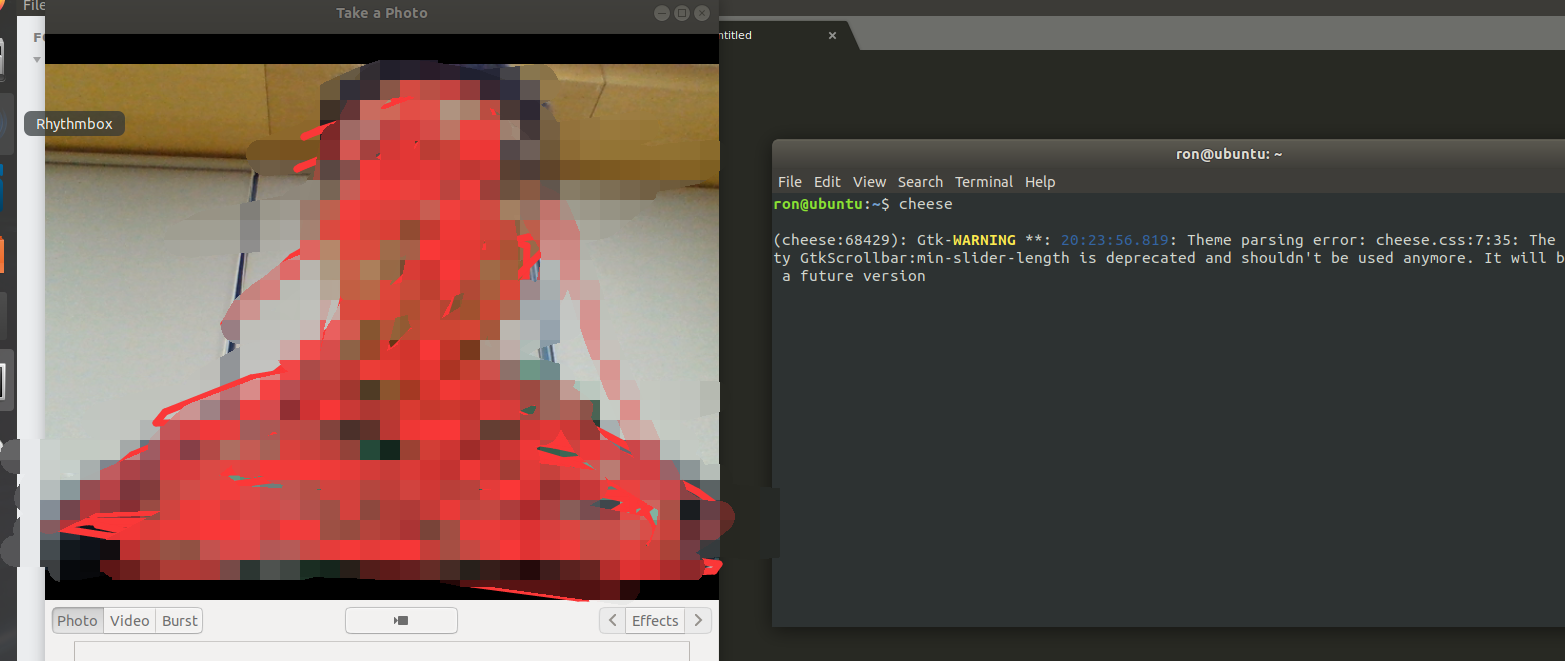 File
Take a Photo
ntitled
Rhythmbox
ron@ubuntu: ~
File Edit View Search Terminal Help
ron@ubuntu:~$ cheese
(cheese:68429): Gtk-WARNING **: 20:23:56.819: Theme parsing error: cheese.css:7:35: The
ty GtkScrollbar:min-slider-length is deprecated and shouldn't be used anymore. It will b
a future version
Photo Video Burst
Effects